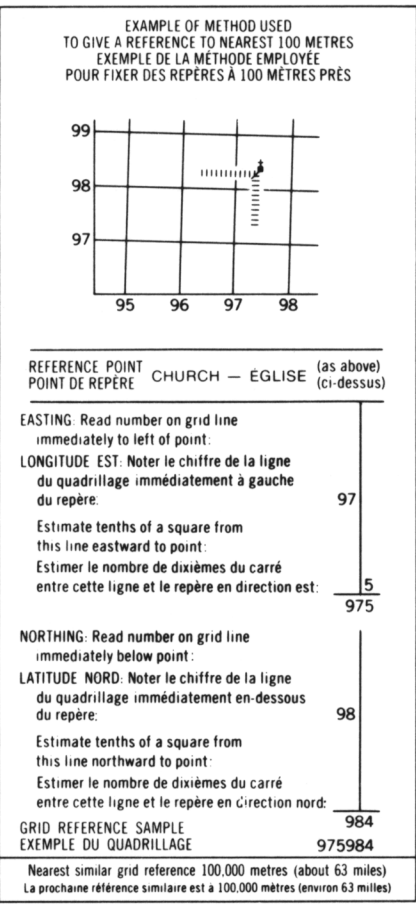 EXAMPLE OF METHOD USED
TO GIVE A REFERENCE TO NEAREST 100 METRES
EXEMPLE DE LA MÉTHODE EMPLOYÉE
POUR FIXER DES REPÈRES À 100 MÈTRES PRÈS
99
98
97
95 96 97 98
REFERENCE POINT
POINT DE REPÈRE
CHURCH — ÉGLISE
(as above)
(ci-dessus)
EASTING: Read number on grid line
immediately to left of point:
LONGITUDE EST: Noter le chiffre de la ligne
du quadrillage immédiatement à gauche
du repère: 97
Estimate tenths of a square from
this line eastward to point:
Estimer le nombre de dixièmes du carré
entre cette ligne et le repère en direction est: 5
975
NORTHING: Read number on grid line
immediately below point:
LATITUDE NORD: Noter le chiffre de la ligne
du quadrillage immédiatement en-dessous
du repère: 98
Estimate tenths of a square from
this line northward to point:
Estimer le nombre de dixièmes du carré
entre cette ligne et le repère en direction nord:
984
GRID REFERENCE SAMPLE
EXEMPLE DU QUADRILLAGE 975984
Nearest similar grid reference 100,000 metres (about 63 miles)
La prochaine référence similaire est à 100,000 mètres (environ 63 milles)